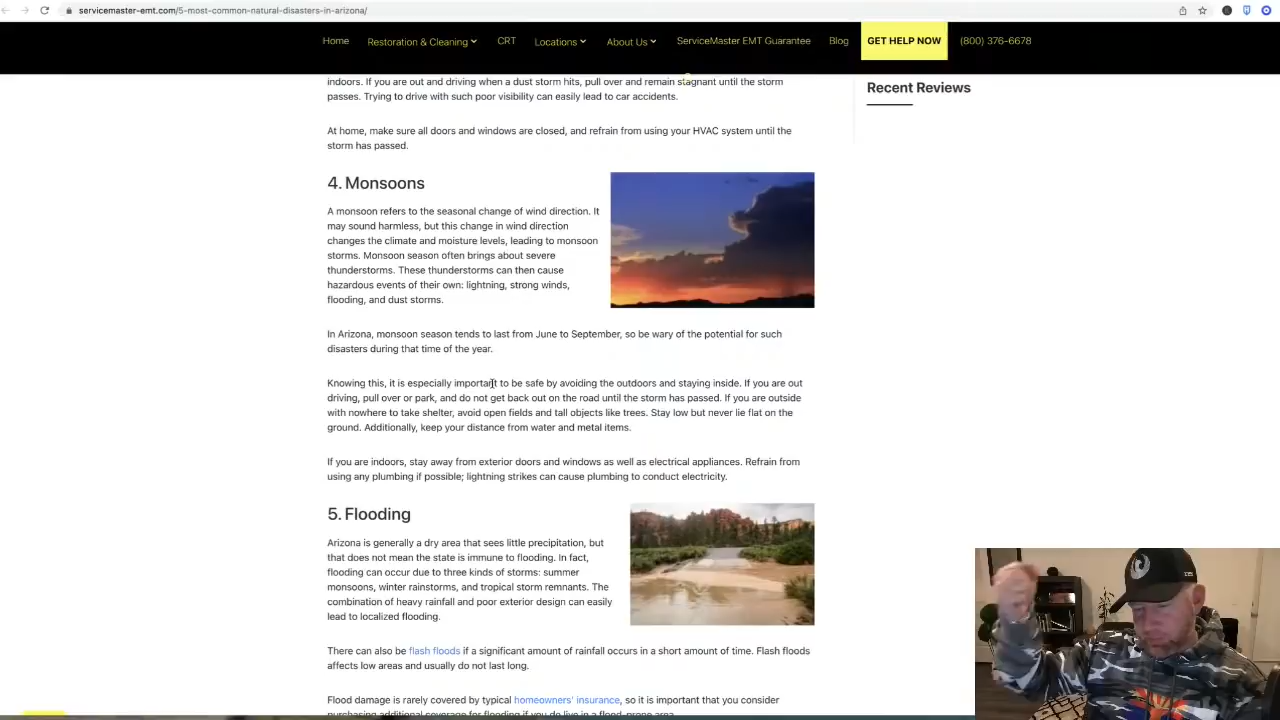 servicemaster-emt.com/5-most-common-natural-disasters-in-arizona/
Home Restoration & Cleaning CRT Locations About Us ServiceMaster EMT Guarantee Blog GET HELP NOW (800) 376-6678
indoors. If you are out and driving when a dust storm hits, pull over and remain stagnant until the storm
passes. Trying to drive with such poor visibility can easily lead to car accidents.
Recent Reviews
At home, make sure all doors and windows are closed, and refrain from using your HVAC system until the
storm has passed.
4. Monsoons
A monsoon refers to the seasonal change of wind direction. It
may sound harmless, but this change in wind direction
changes the climate and moisture levels, leading to monsoon
storms. Monsoon season often brings about severe
thunderstorms. These thunderstorms can then cause
hazardous events of their own: lightning, strong winds,
flooding, and dust storms.
In Arizona, monsoon season tends to last from June to September, so be wary of the potential for such
disasters during that time of the year.
Knowing this, it is especially important to be safe by avoiding the outdoors and staying inside. If you are out
driving, pull over or park, and do not get back out on the road until the storm has passed. If you are outside
with nowhere to take shelter, avoid open fields and tall objects like trees. Stay low but never lie flat on the
ground. Additionally, keep your distance from water and metal items.
If you are indoors, stay away from exterior doors and windows as well as electrical appliances. Refrain from
using any plumbing if possible; lightning strikes can cause plumbing to conduct electricity.
5. Flooding
Arizona is generally a dry area that sees little precipitation, but
that does not mean the state is immune to flooding. In fact,
flooding can occur due to three kinds of storms: summer
monsoons, winter rainstorms, and tropical storm remnants. The
combination of heavy rainfall and poor exterior design can easily
lead to localized flooding.
There can also be flash floods if a significant amount of rainfall occurs in a short amount of time. Flash floods
affects low areas and usually do not last long.
Flood damage is rarely covered by typical homeowners' insurance, so it is important that you consider
purchasing additional coverage for flooding if you do live in a flood-prone area.